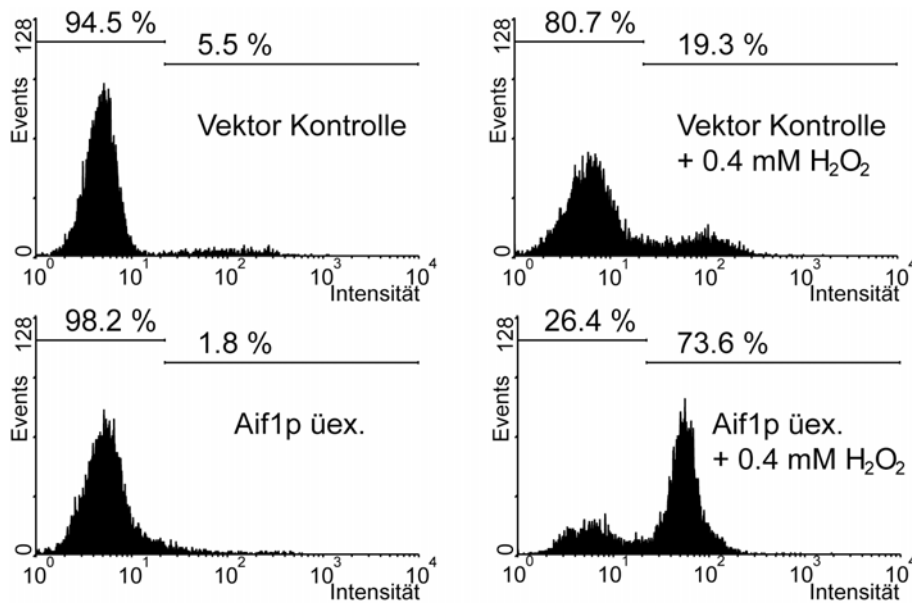 94.5 %
5.5 %
128
Events
0
Vektor Kontrolle
10⁰ 10¹ 10² 10³ 10⁴
Intensität
80.7 %
19.3 %
128
Events
0
Vektor Kontrolle
+ 0.4 mM H₂O₂
10⁰ 10¹ 10² 10³ 10⁴
Intensität
98.2 %
1.8 %
128
Events
0
Aif1p üex.
10⁰ 10¹ 10² 10³ 10⁴
Intensität
26.4 %
73.6 %
128
Events
0
Aif1p üex.
+ 0.4 mM H₂O₂
10⁰ 10¹ 10² 10³ 10⁴
Intensität